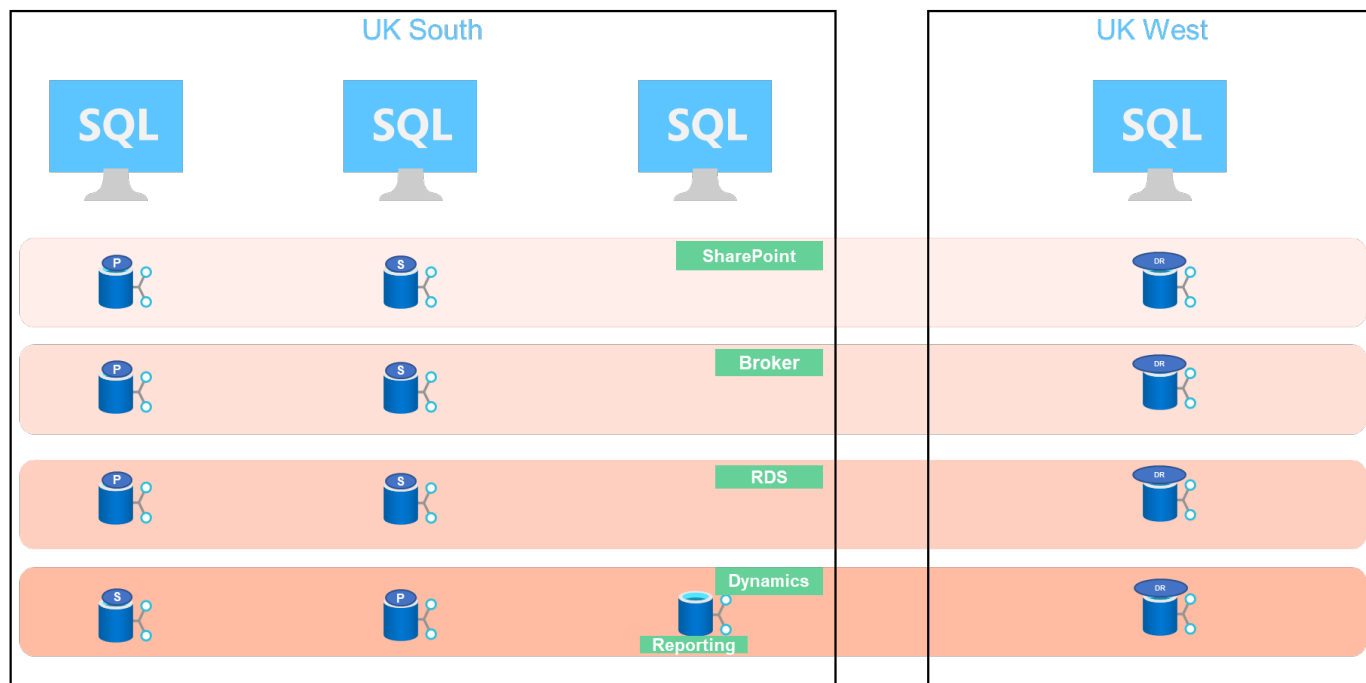 UK South
UK West
SQL
SQL
SQL
SQL
SharePoint
P
S
DR
Broker
P
S
DR
RDS
P
S
DR
Dynamics
S
P
DR
Reporting